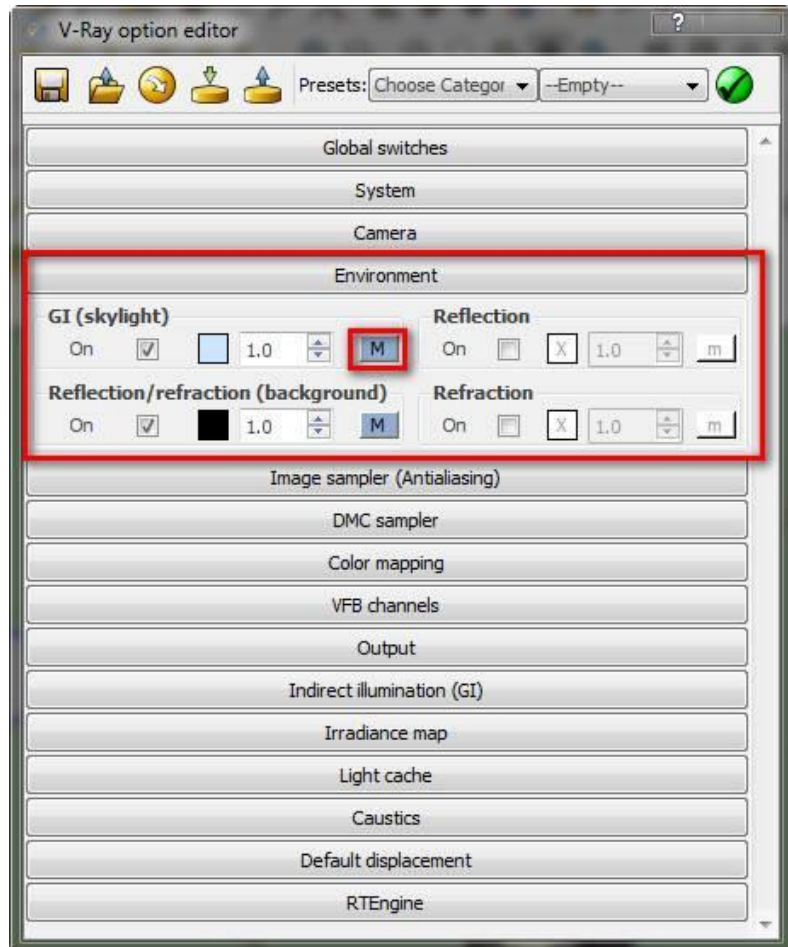 V-Ray option editor
?
Presets: Choose Categor --Empty--
Global switches
System
Camera
Environment
GI (skylight)
On 1.0 M
Reflection
On X 1.0 m
Reflection/refraction (background)
On 1.0 M
Refraction
On X 1.0 m
Image sampler (Antialiasing)
DMC sampler
Color mapping
VFB channels
Output
Indirect illumination (GI)
Irradiance map
Light cache
Caustics
Default displacement
RTEngine